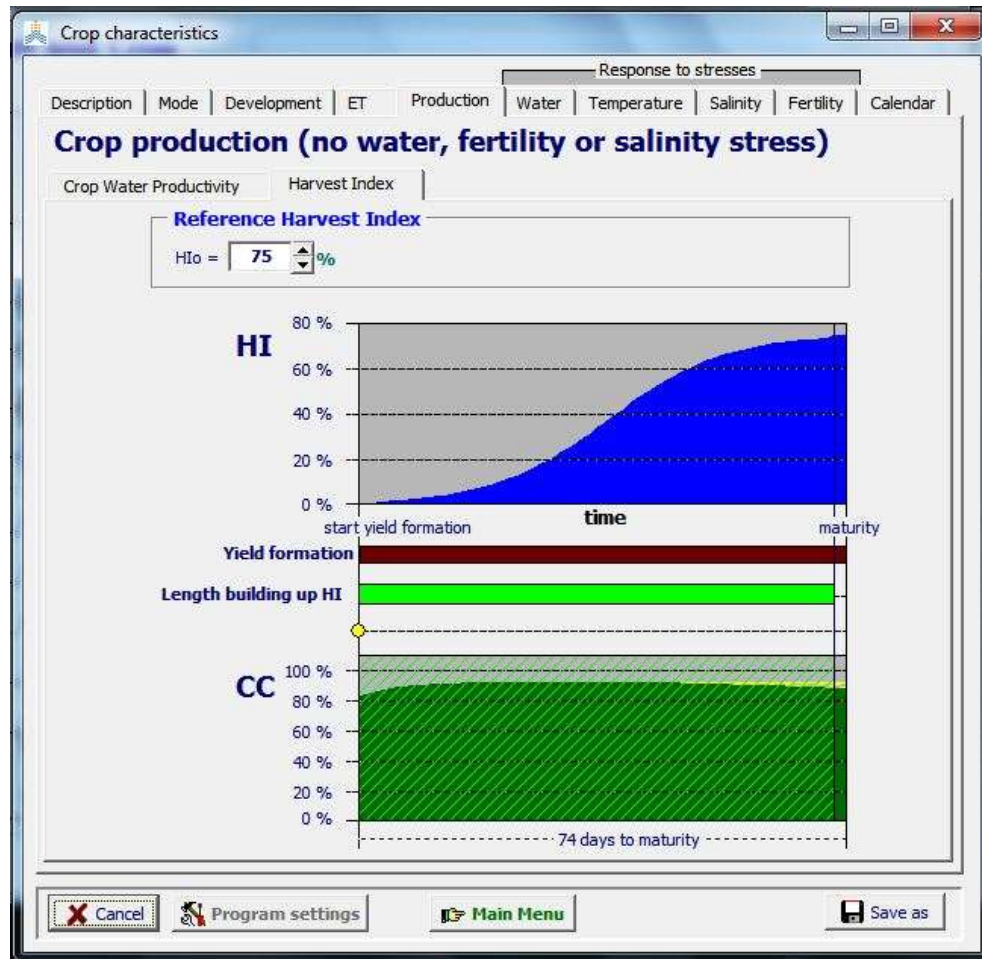 Crop characteristics
Response to stresses
Description Mode Development ET Production Water Temperature Salinity Fertility Calendar
Crop production (no water, fertility or salinity stress)
Crop Water Productivity Harvest Index
Reference Harvest Index
HIo = 75 %
HI
80 %
60 %
40 %
20 %
0 %
start yield formation time maturity
Yield formation
Length building up HI
CC
100 %
80 %
60 %
40 %
20 %
0 %
74 days to maturity
Cancel Program settings Main Menu Save as